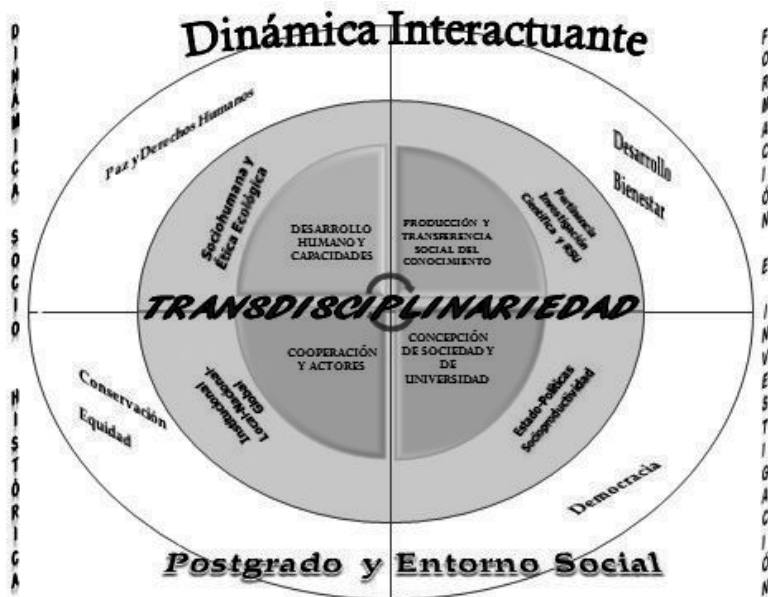 Dinámica Interactuante
DINÁMICA SOCIO HISTÓRICA
FORMACIÓN E INVESTIGACIÓN
Paz y Derechos Humanos
Desarrollo
Bienestar
Sociohumana y
Ética Ecológica
Pertinencia
Investigación
Científica y RSU
DESARROLLO
HUMANO Y
CAPACIDADES
PRODUCCIÓN Y
TRANSFERENCIA
SOCIAL DEL
CONOCIMIENTO
TRANSDISCIPLINARIEDAD
COOPERACIÓN
Y ACTORES
CONCEPCIÓN
DE SOCIEDAD Y
DE
UNIVERSIDAD
Institucional
Local-Nacional-
Global
Estado-Políticas
Socioproductividad
Conservación
Equidad
Democracia
Postgrado y Entorno Social